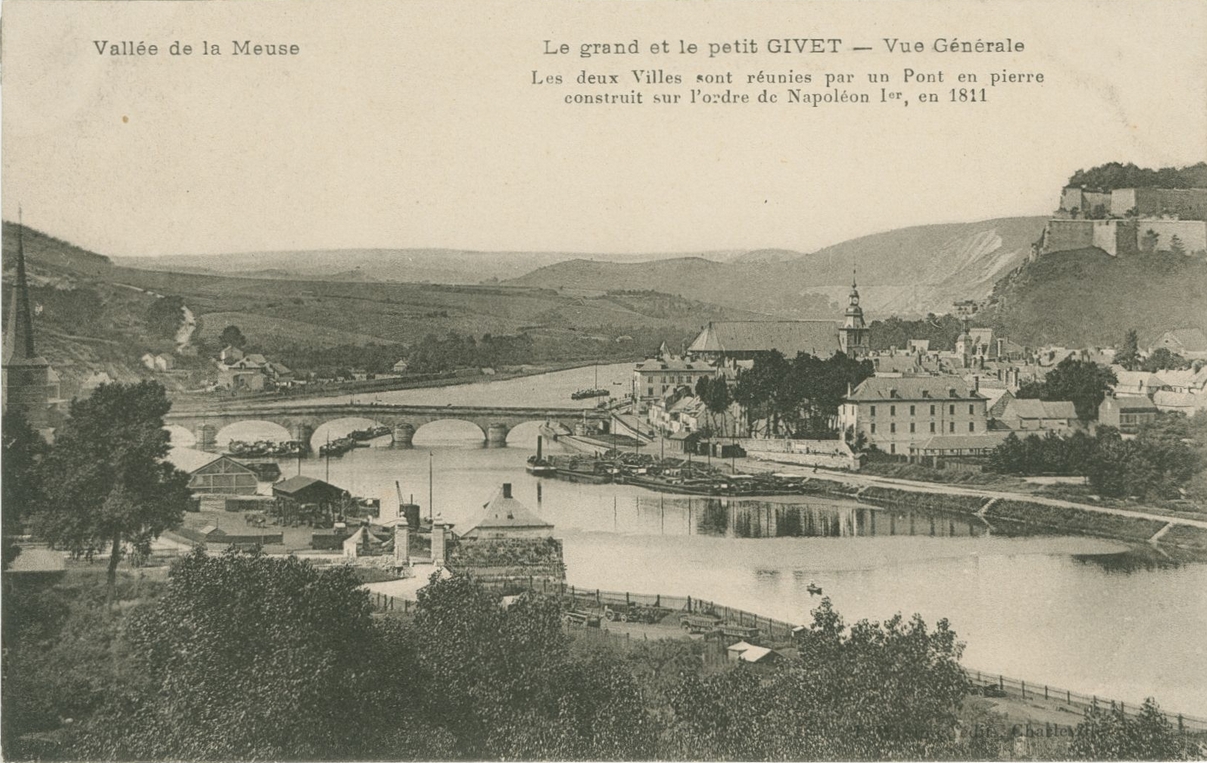 Vallée de la Meuse
Le grand et le petit GIVET — Vue Générale
Les deux Villes sont réunies par un Pont en pierre
construit sur l'ordre de Napoléon Ier, en 1811
Charleville